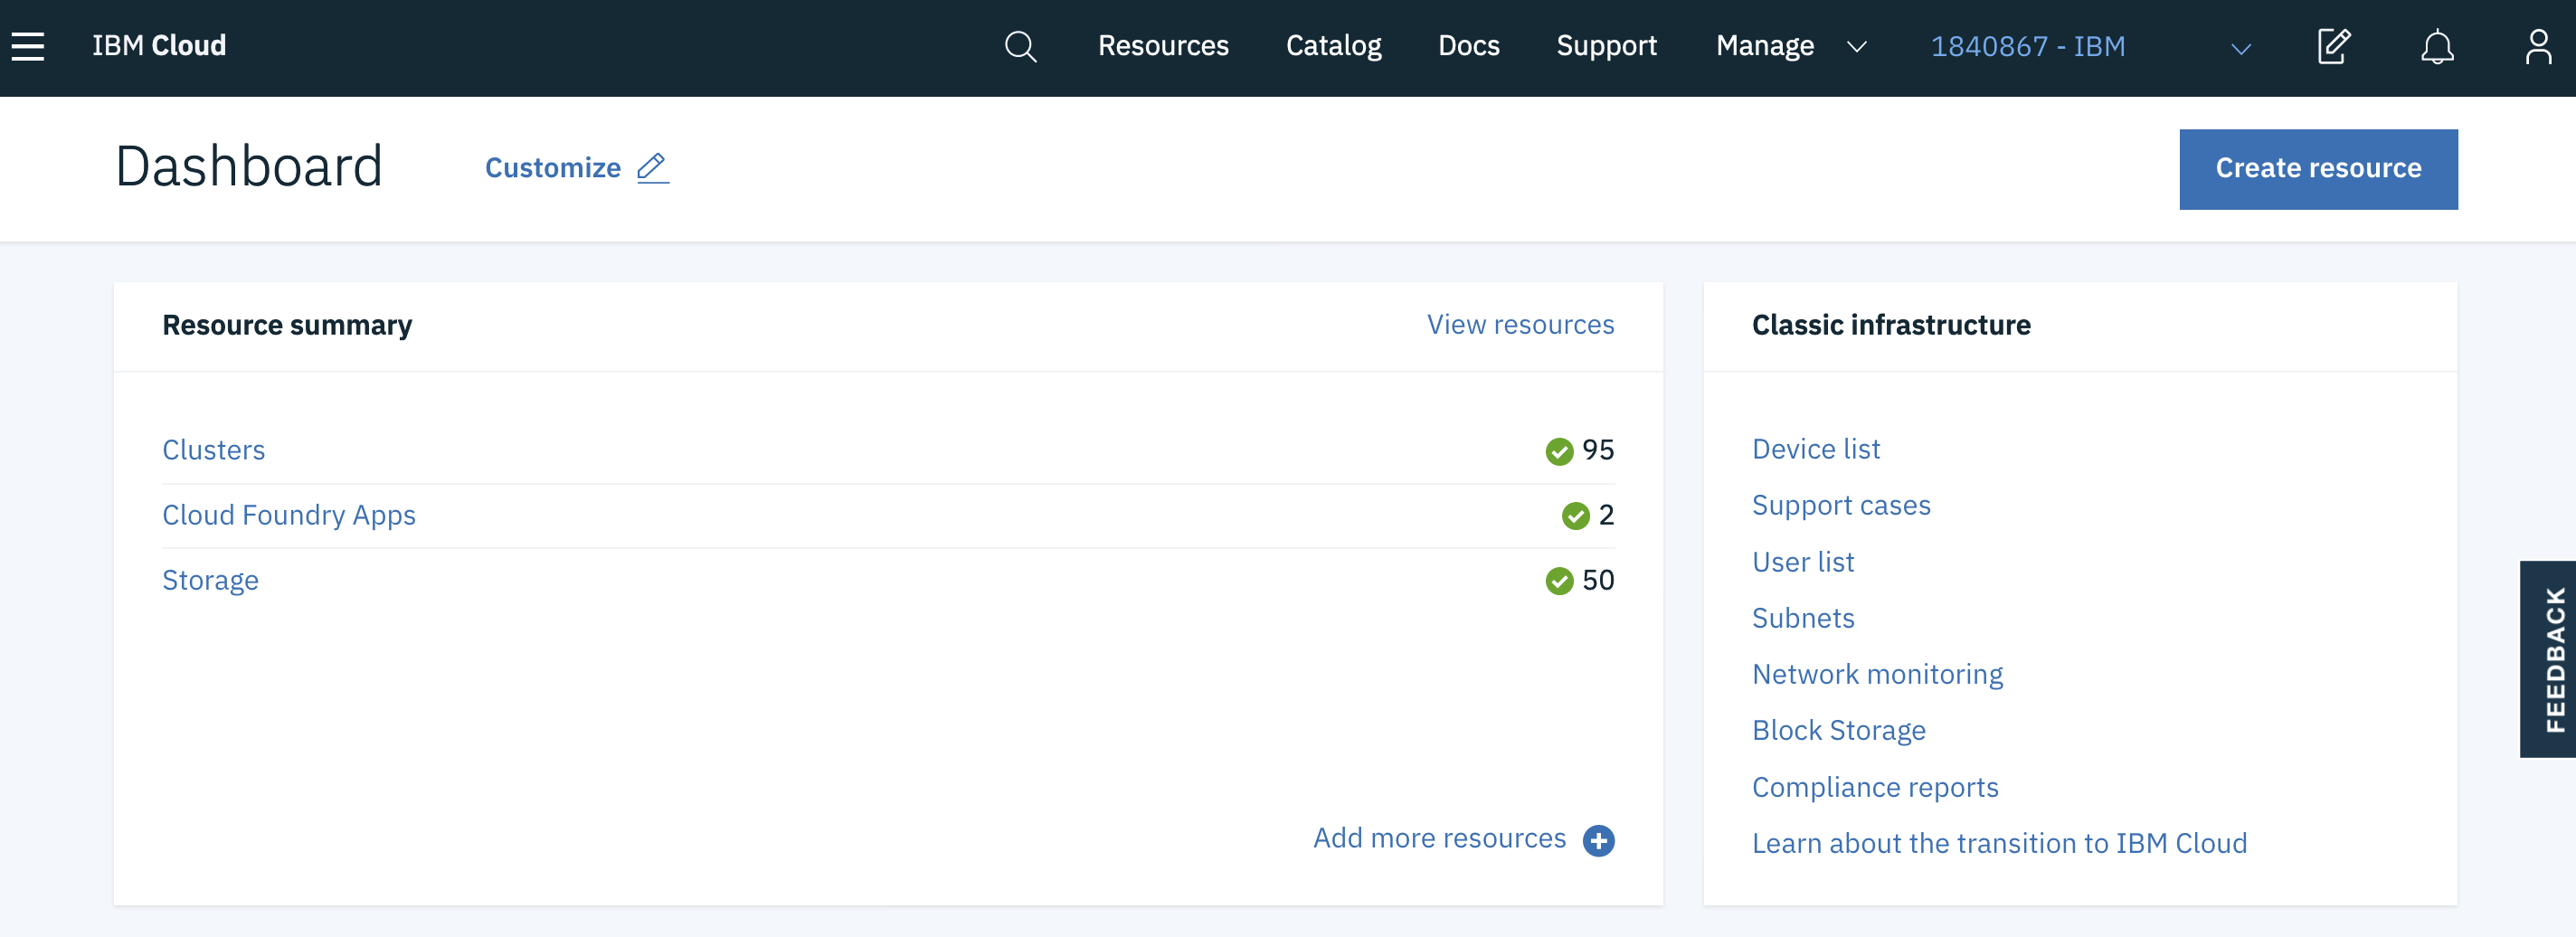 IBM Cloud
Resources
Catalog
Docs
Support
Manage
1840867 - IBM
Dashboard
Customize
Create resource
Resource summary
View resources
Clusters
95
Cloud Foundry Apps
2
Storage
50
Add more resources
Classic infrastructure
Device list
Support cases
User list
Subnets
Network monitoring
Block Storage
Compliance reports
Learn about the transition to IBM Cloud
FEEDBACK